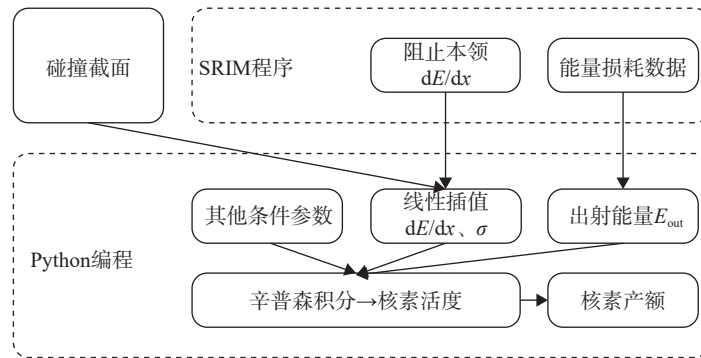 碰撞截面
SRIM程序
阻止本领
dE/dx
能量损耗数据
Python编程
其他条件参数
线性插值
dE/dx、σ
出射能量E_out
辛普森积分→核素活度
核素产额